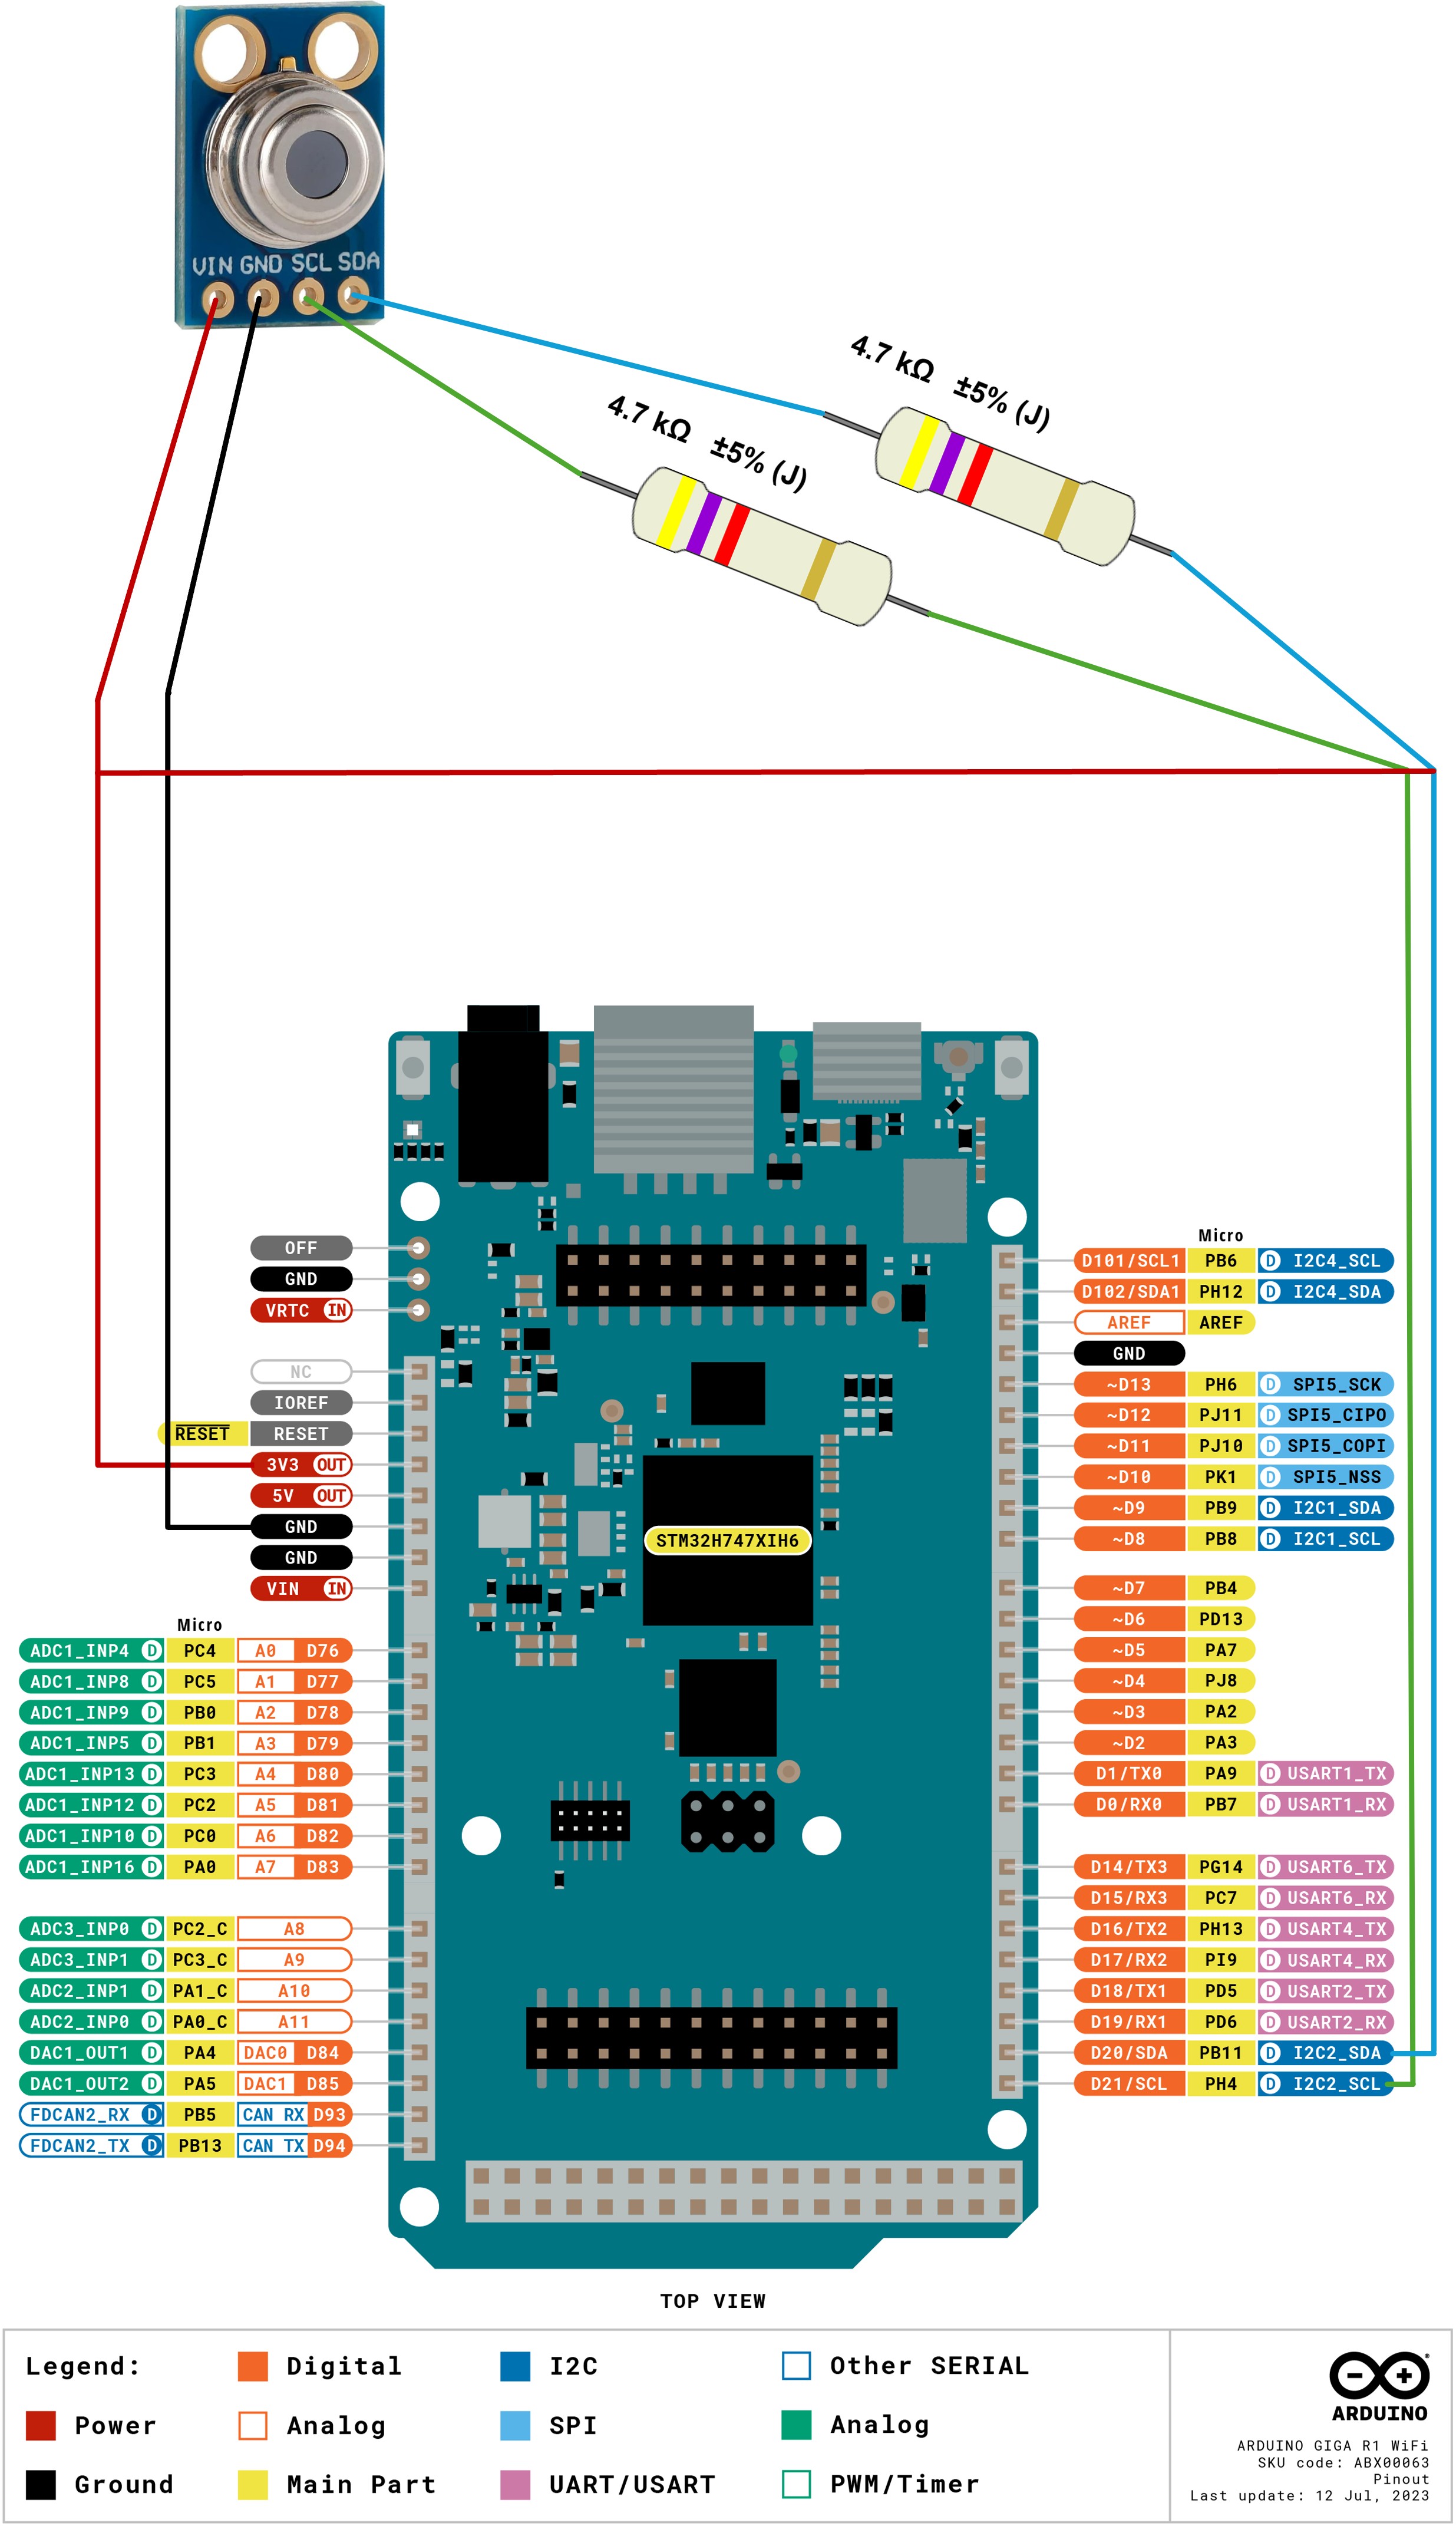 VIN GND SCL SDA
4.7 kΩ ±5% (J)
4.7 kΩ ±5% (J)
OFF
GND
VRTC IN
NC
IOREF
RESET RESET
3V3 OUT
5V OUT
GND
GND
VIN IN
Micro
ADC1_INP4 D PC4 A0 D76
ADC1_INP8 D PC5 A1 D77
ADC1_INP9 D PB0 A2 D78
ADC1_INP5 D PB1 A3 D79
ADC1_INP13 D PC3 A4 D80
ADC1_INP12 D PC2 A5 D81
ADC1_INP10 D PC0 A6 D82
ADC1_INP16 D PA0 A7 D83
ADC3_INP0 D PC2_C A8
ADC3_INP1 D PC3_C A9
ADC2_INP1 D PA1_C A10
ADC2_INP0 D PA0_C A11
DAC1_OUT1 D PA4 DAC0 D84
DAC1_OUT2 D PA5 DAC1 D85
FDCAN2_RX D PB5 CAN RX D93
FDCAN2_TX D PB13 CAN TX D94
STM32H747XIH6
Micro
D101/SCL1 PB6 D I2C4_SCL
D102/SDA1 PH12 D I2C4_SDA
AREF AREF
GND
~D13 PH6 D SPI5_SCK
~D12 PJ11 D SPI5_CIPO
~D11 PJ10 D SPI5_COPI
~D10 PK1 D SPI5_NSS
~D9 PB9 D I2C1_SDA
~D8 PB8 D I2C1_SCL
~D7 PB4
~D6 PD13
~D5 PA7
~D4 PJ8
~D3 PA2
~D2 PA3
D1/TX0 PA9 D USART1_TX
D0/RX0 PB7 D USART1_RX
D14/TX3 PG14 D USART6_TX
D15/RX3 PC7 D USART6_RX
D16/TX2 PH13 D USART4_TX
D17/RX2 PI9 D USART4_RX
D18/TX1 PD5 D USART2_TX
D19/RX1 PD6 D USART2_RX
D20/SDA PB11 D I2C2_SDA
D21/SCL PH4 D I2C2_SCL
TOP VIEW
Legend:
Digital
I2C
Other SERIAL
Power
Analog
SPI
Analog
Ground
Main Part
UART/USART
PWM/Timer
ARDUINO
ARDUINO GIGA R1 WiFi
SKU code: ABX00063
Pinout
Last update: 12 Jul, 2023